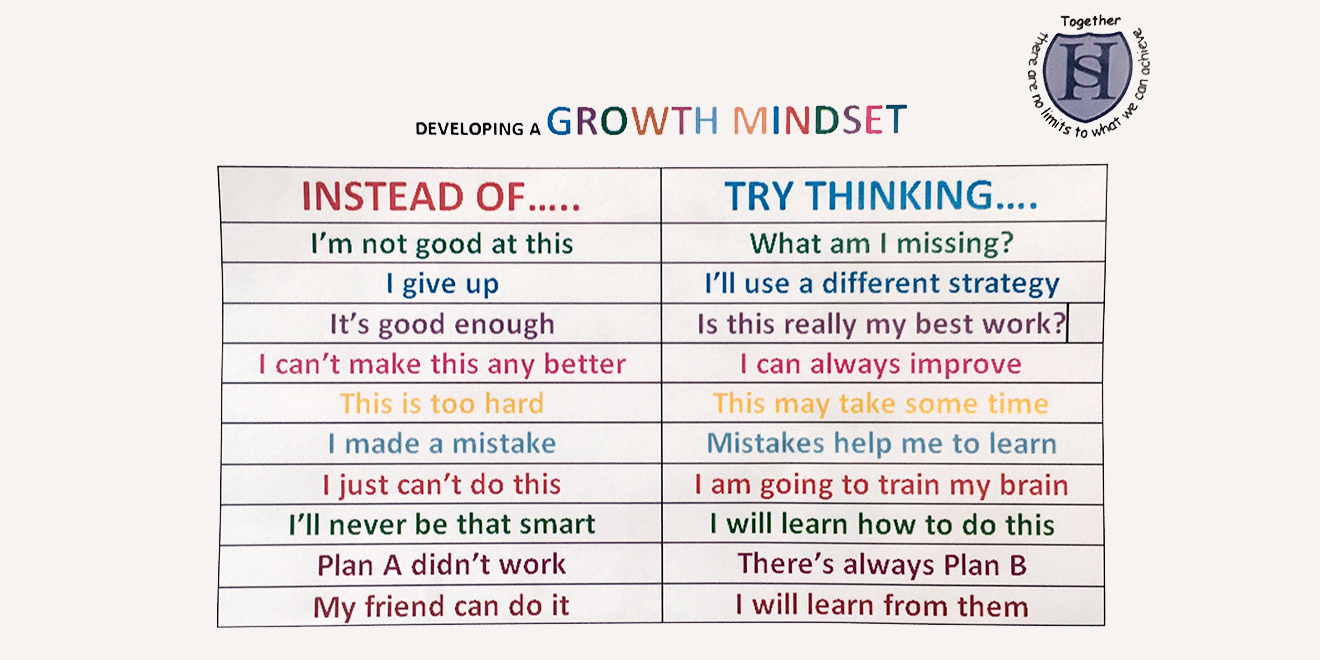 Together
there are no limits to what we can achieve
HS
DEVELOPING A GROWTH MINDSET
INSTEAD OF..... TRY THINKING....
I’m not good at this What am I missing?
I give up I’ll use a different strategy
It’s good enough Is this really my best work?
I can’t make this any better I can always improve
This is too hard This may take some time
I made a mistake Mistakes help me to learn
I just can’t do this I am going to train my brain
I’ll never be that smart I will learn how to do this
Plan A didn’t work There’s always Plan B
My friend can do it I will learn from them